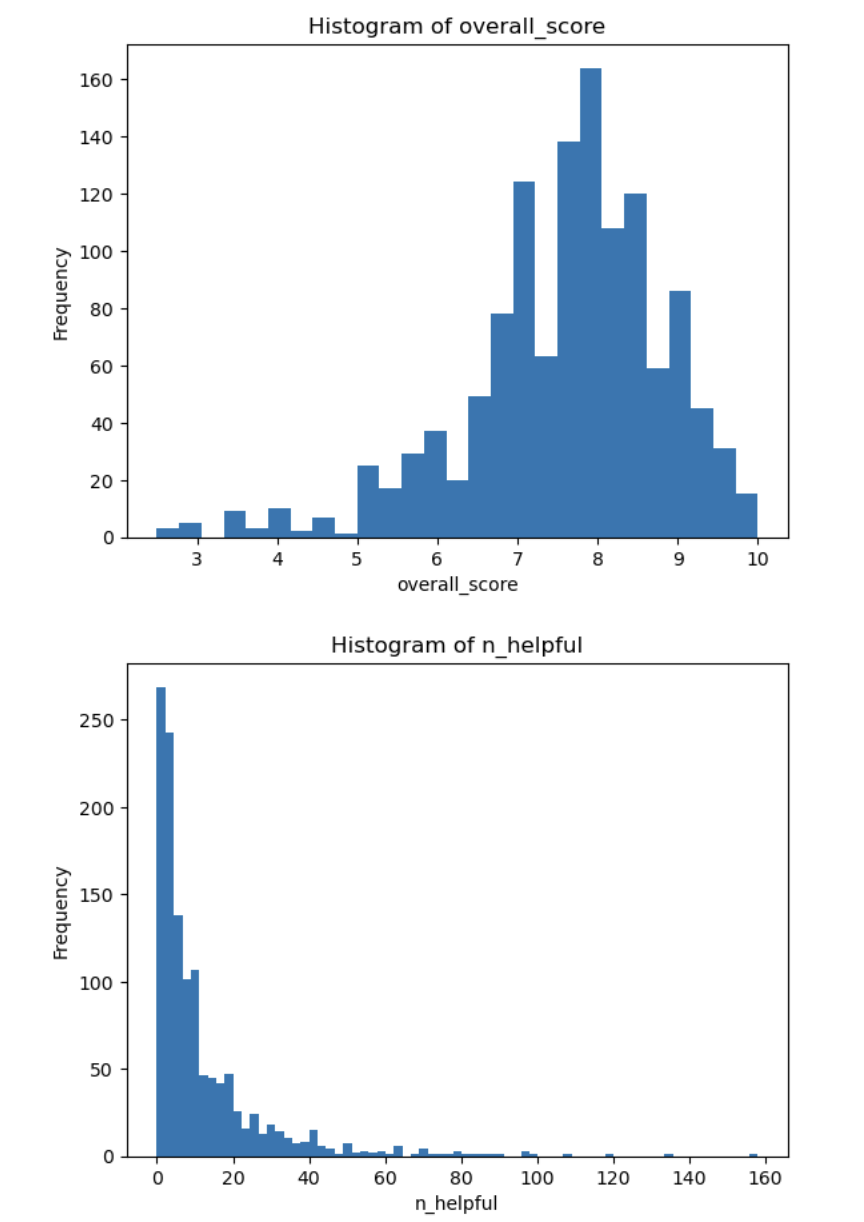 Histogram of overall_score
160
140
120
100
80
60
40
20
0
Frequency
3 4 5 6 7 8 9 10
overall_score
Histogram of n_helpful
250
200
150
100
50
0
Frequency
0 20 40 60 80 100 120 140 160
n_helpful